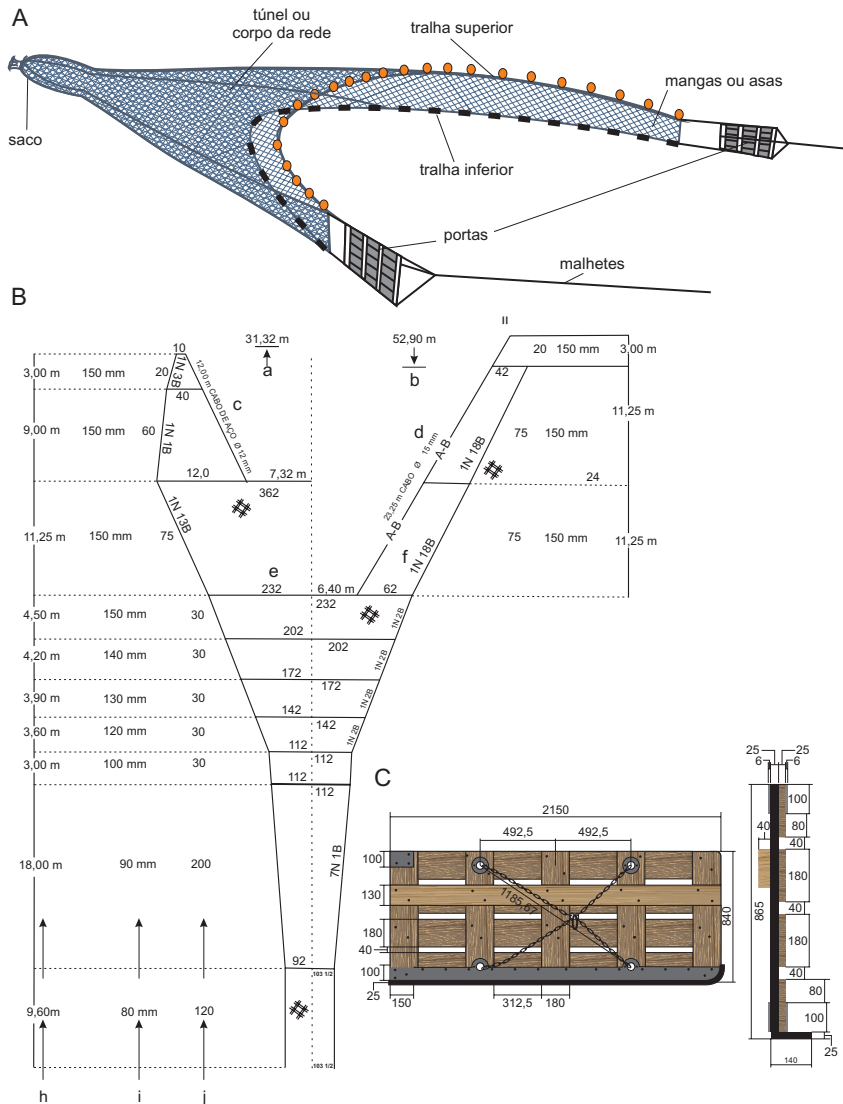 A
túnel ou
corpo da rede
tralha superior
mangas ou asas
saco
tralha inferior
portas
malhetes
B
10
31,32 m
a
52,90 m
b
II
3,00 m 150 mm 20
1N 3B
40
12,00 m CABO DE AÇO Ø 12 mm
c
20 150 mm 3,00 m
42
11,25 m
9,00 m 150 mm 60
1N 1B
d
A-B
23,25 m CABO Ø 15 mm
1N 18B
75 150 mm
12,0 7,32 m
362
24
11,25 m 150 mm 75
1N 13B
A-B
f
1N 18B
75 150 mm 11,25 m
e
232 6,40 m 62
232
4,50 m 150 mm 30
1N 2B
202
202
4,20 m 140 mm 30
1N 2B
172
172
3,90 m 130 mm 30
1N 2B
142
142
3,60 m 120 mm 30
1N 2B
112
112
3,00 m 100 mm 30
112
112
18,00 m 90 mm 200
7N 1B
92
103 1/2
9,60m 80 mm 120
103 1/2
h i j
C
2150
492,5 492,5
100
130
180
40
100
25
1185,87
840
150
312,5 180
25 25
6 6
100
40
80
40
180
865
40
180
40
80
100
25
140